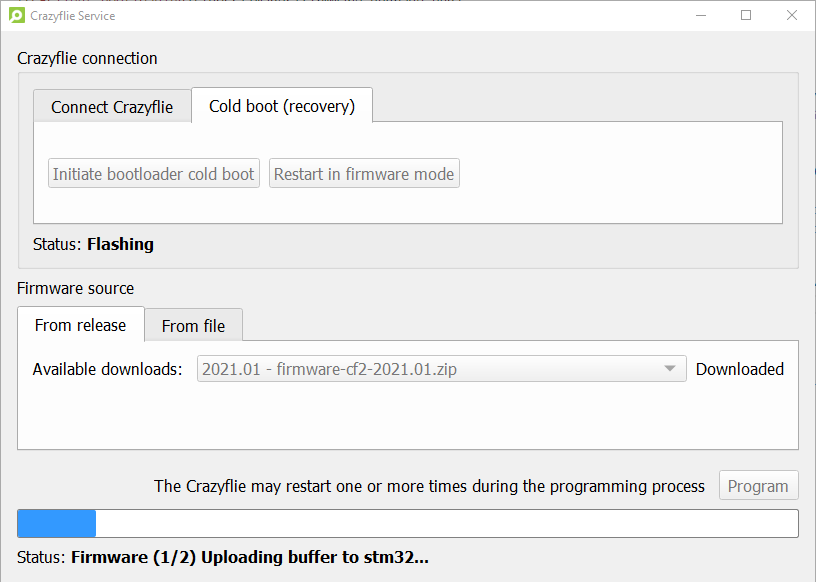 Crazyflie Service
Crazyflie connection
Connect Crazyflie
Cold boot (recovery)
Initiate bootloader cold boot
Restart in firmware mode
Status: Flashing
Firmware source
From release
From file
Available downloads:
2021.01 - firmware-cf2-2021.01.zip
Downloaded
The Crazyflie may restart one or more times during the programming process
Program
Status: Firmware (1/2) Uploading buffer to stm32...